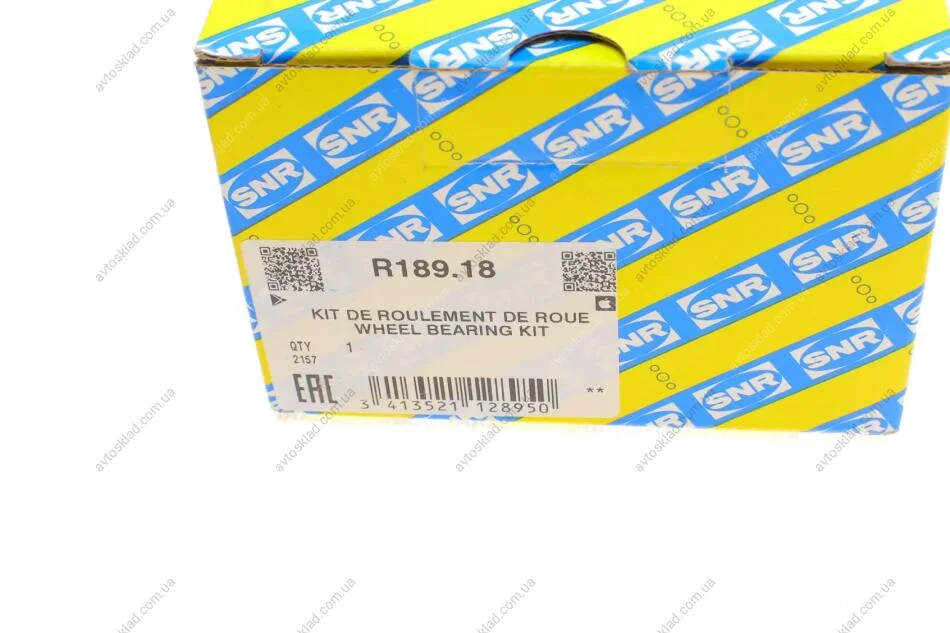 SNR
R189.18
KIT DE ROULEMENT DE ROUE
WHEEL BEARING KIT
QTY 1
2157
EAC
**
3 413521 128950
avtosklad.com.ua